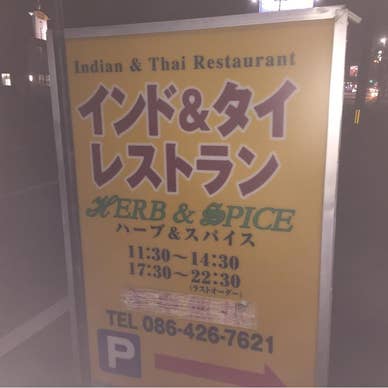 Indian & Thai Restaurant
インド&タイ
レストラン
HERB & SPICE
ハーブ&スパイス
11:30~14:30
17:30~22:30
(ラストオーダー)
TEL 086-426-7621
P